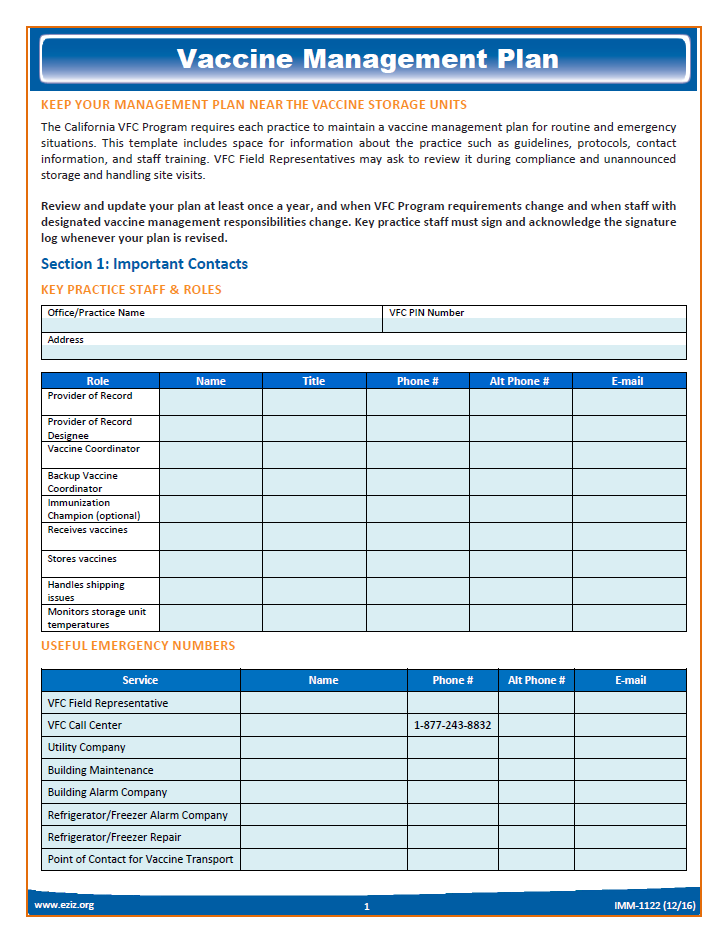 Vaccine Management Plan
KEEP YOUR MANAGEMENT PLAN NEAR THE VACCINE STORAGE UNITS
The California VFC Program requires each practice to maintain a vaccine management plan for routine and emergency
situations. This template includes space for information about the practice such as guidelines, protocols, contact
information, and staff training. VFC Field Representatives may ask to review it during compliance and unannounced
storage and handling site visits.
Review and update your plan at least once a year, and when VFC Program requirements change and when staff with
designated vaccine management responsibilities change. Key practice staff must sign and acknowledge the signature
log whenever your plan is revised.
Section 1: Important Contacts
KEY PRACTICE STAFF & ROLES
Office/Practice Name VFC PIN Number
Address
Role Name Title Phone # Alt Phone # E-mail
Provider of Record
Provider of Record
Designee
Vaccine Coordinator
Backup Vaccine
Coordinator
Immunization
Champion (optional)
Receives vaccines
Stores vaccines
Handles shipping
issues
Monitors storage unit
temperatures
USEFUL EMERGENCY NUMBERS
Service Name Phone # Alt Phone # E-mail
VFC Field Representative
VFC Call Center 1-877-243-8832
Utility Company
Building Maintenance
Building Alarm Company
Refrigerator/Freezer Alarm Company
Refrigerator/Freezer Repair
Point of Contact for Vaccine Transport
www.eziz.org 1 IMM-1122 (12/16)